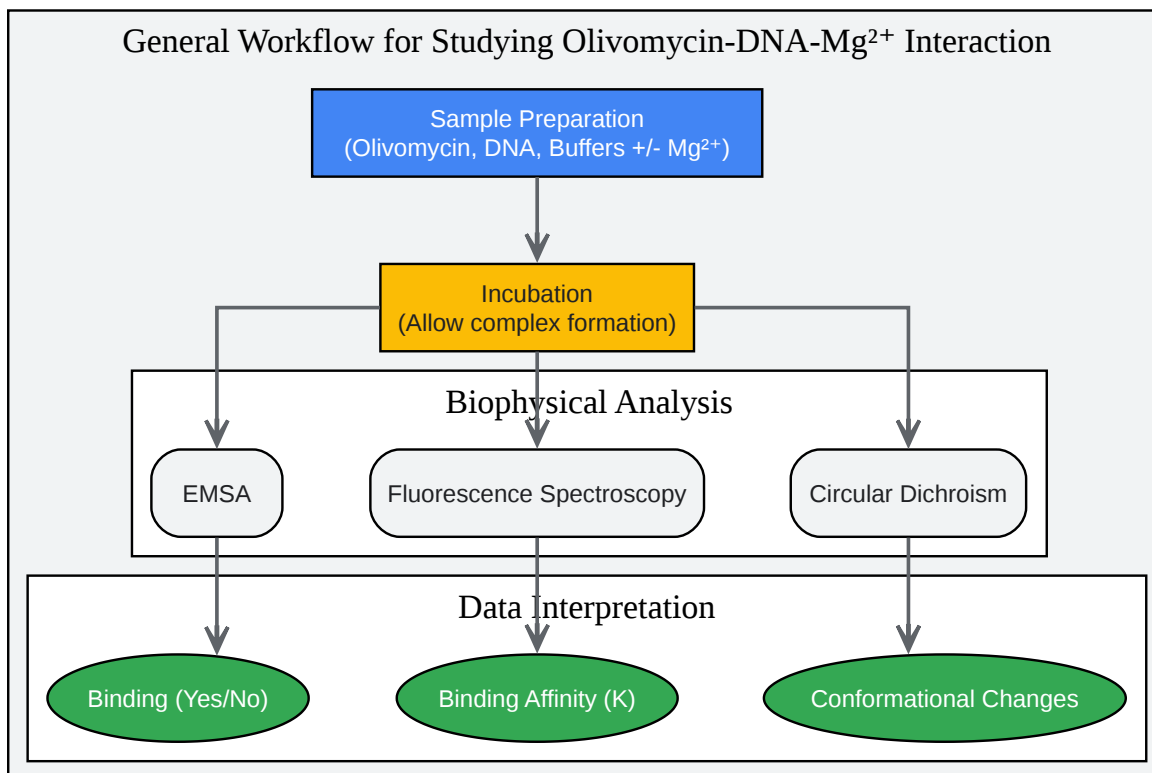 General Workflow for Studying Olivomycin-DNA-Mg²⁺ Interaction
Sample Preparation
(Olivomycin, DNA, Buffers +/- Mg²⁺)
Incubation
(Allow complex formation)
Biophysical Analysis
EMSA
Fluorescence Spectroscopy
Circular Dichroism
Data Interpretation
Binding (Yes/No)
Binding Affinity (K)
Conformational Changes